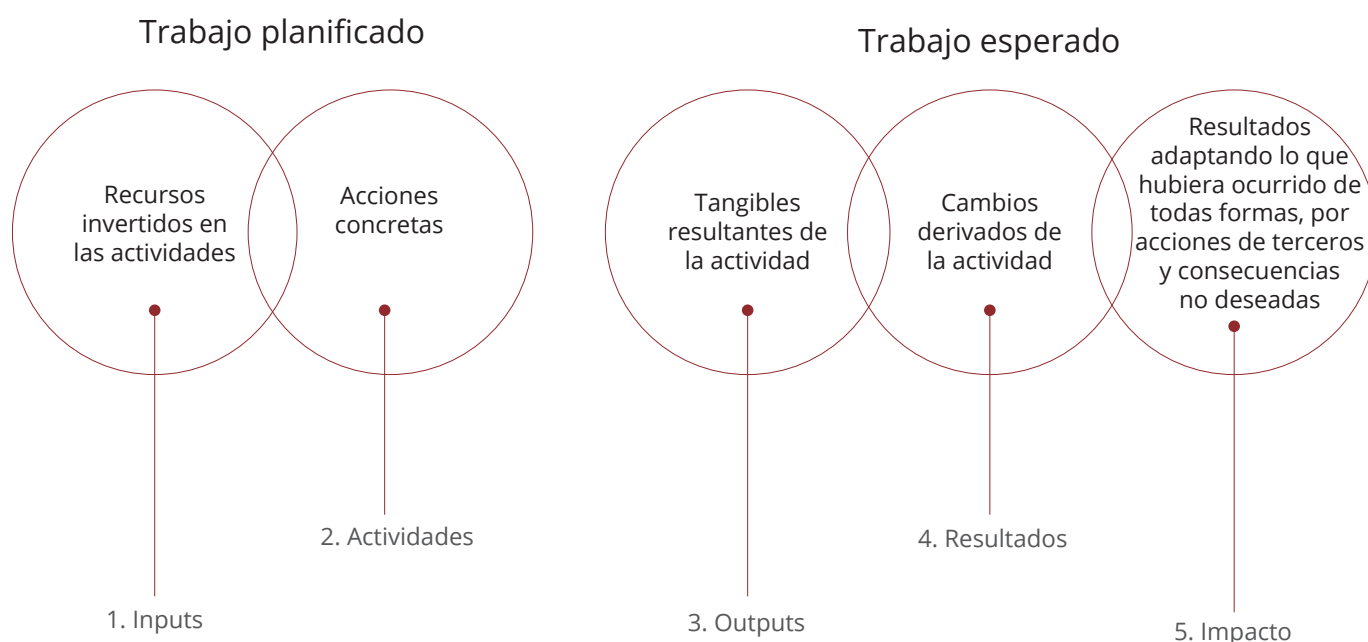 Trabajo planificado
Trabajo esperado
Recursos
invertidos en
las actividades
Acciones
concretas
Tangibles
resultantes de
la actividad
Cambios
derivados de
la actividad
Resultados
adaptando lo que
hubiera ocurrido de
todas formas, por
acciones de terceros
y consecuencias
no deseadas
1. Inputs
2. Actividades
3. Outputs
4. Resultados
5. Impacto